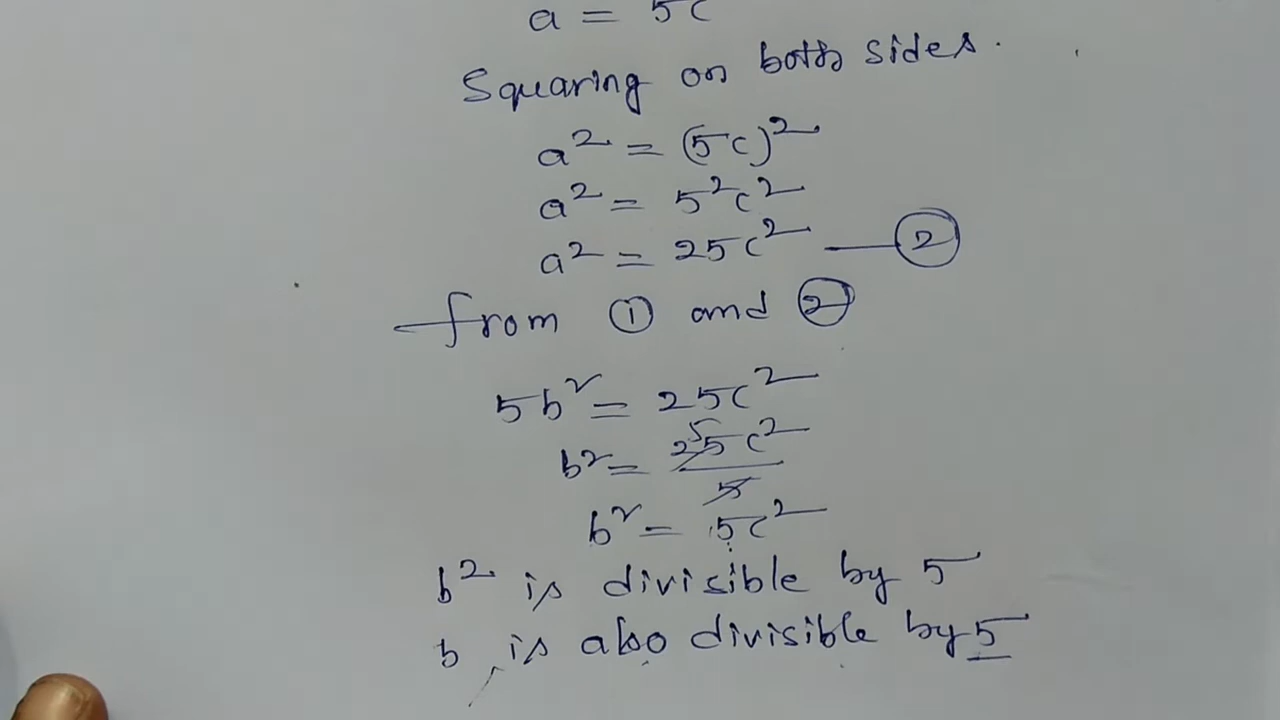 a = 5c
Squaring on both sides.
a² = (5c)²
a² = 5²c²
a² = 25c² — ②
from ① and ②
5b² = 25c²
b² = 25c²/5 5
b² = 5c²
b² is divisible by 5
b is also divisible by 5